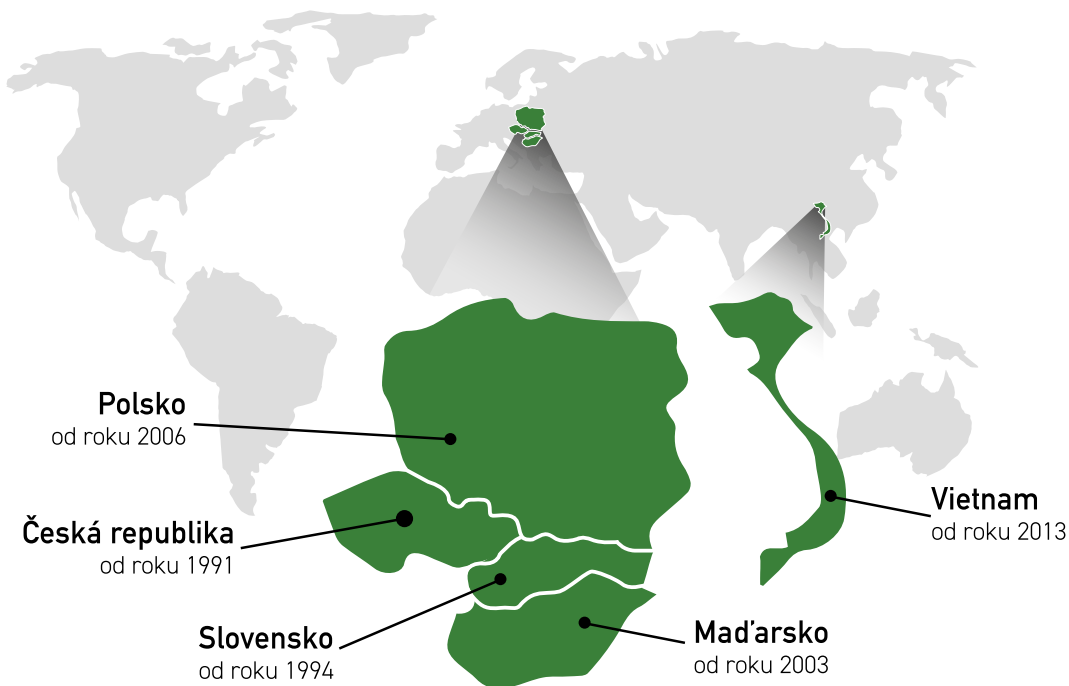 Polsko
od roku 2006
Česká republika
od roku 1991
Slovensko
od roku 1994
Maďarsko
od roku 2003
Vietnam
od roku 2013